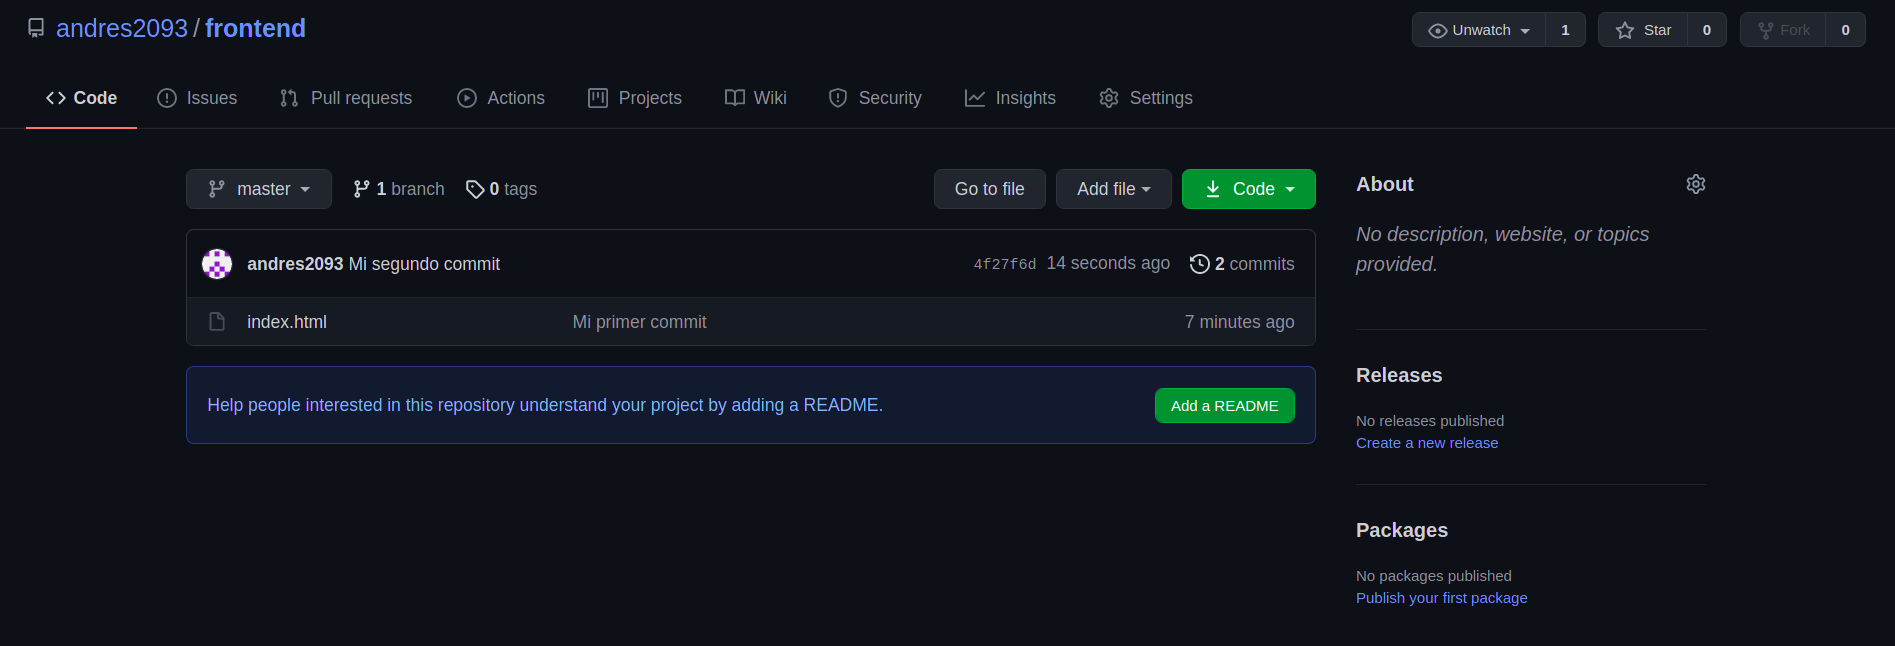 andres2093 / frontend
Unwatch 1 Star 0 Fork 0
Code Issues Pull requests Actions Projects Wiki Security Insights Settings
master 1 branch 0 tags Go to file Add file Code
andres2093 Mi segundo commit 4f27f6d 14 seconds ago 2 commits
index.html Mi primer commit 7 minutes ago
Help people interested in this repository understand your project by adding a README. Add a README
About
No description, website, or topics
provided.
Releases
No releases published
Create a new release
Packages
No packages published
Publish your first package